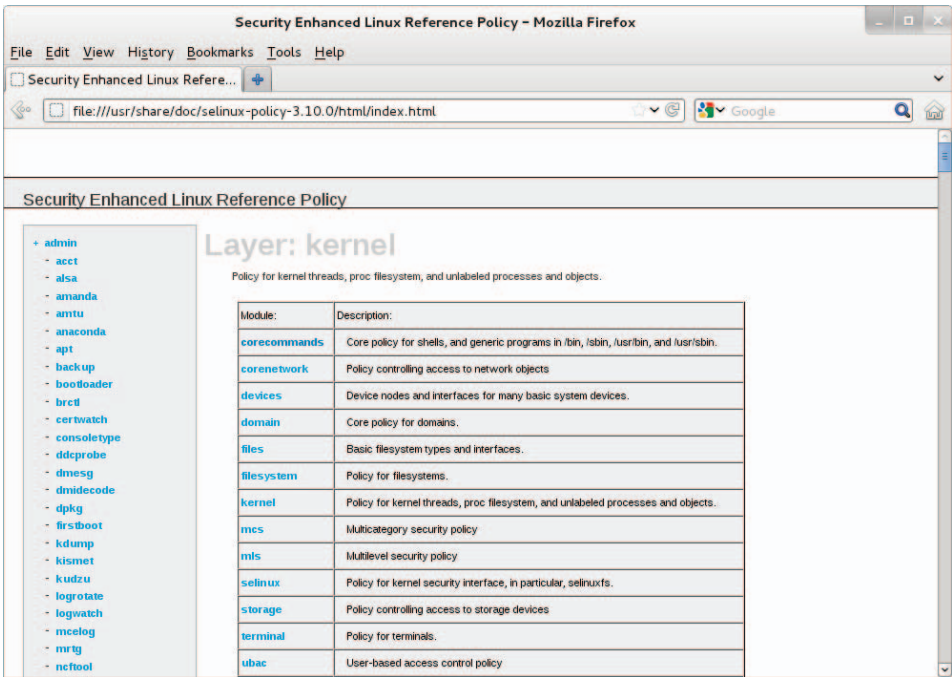 Security Enhanced Linux Reference Policy - Mozilla Firefox
File Edit View History Bookmarks Tools Help
Security Enhanced Linux Refere...
file:///usr/share/doc/selinux-policy-3.10.0/html/index.html
Google
Security Enhanced Linux Reference Policy
+ admin
- acct
- alsa
- amanda
- amtu
- anaconda
- apt
- backup
- bootloader
- brctl
- certwatch
- consoletype
- ddcprobe
- dmesg
- dmidecode
- dpkg
- firstboot
- kdump
- kismet
- kudzu
- logrotate
- logwatch
- mcelog
- mrtg
- ncftool
Layer: kernel
Policy for kernel threads, proc filesystem, and unlabeled processes and objects.
Module: Description:
corecommands Core policy for shells, and generic programs in /bin, /sbin, /usr/bin, and /usr/sbin.
corenetwork Policy controlling access to network objects
devices Device nodes and interfaces for many basic system devices.
domain Core policy for domains.
files Basic filesystem types and interfaces.
filesystem Policy for filesystems.
kernel Policy for kernel threads, proc filesystem, and unlabeled processes and objects.
mcs Multicategory security policy
mls Multilevel security policy
selinux Policy for kernel security interface, in particular, selinuxfs.
storage Policy controlling access to storage devices
terminal Policy for terminals.
ubac User-based access control policy